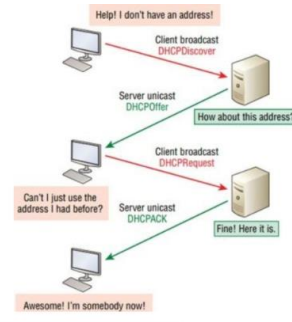 Help! I don't have an address!
Client broadcast
DHCPDiscover
Server unicast
DHCPOffer
How about this address?
Client broadcast
DHCPRequest
Can't I just use the
address I had before?
Server unicast
DHCPACK
Fine! Here it is.
Awesome! I'm somebody now!